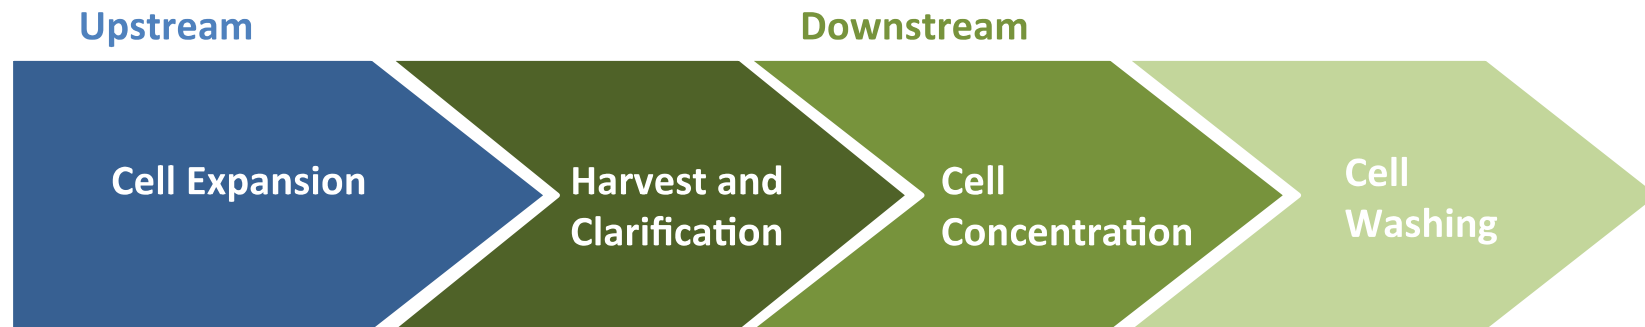 Upstream
Downstream
Cell Expansion
Harvest and
Clarification
Cell
Concentration
Cell
Washing